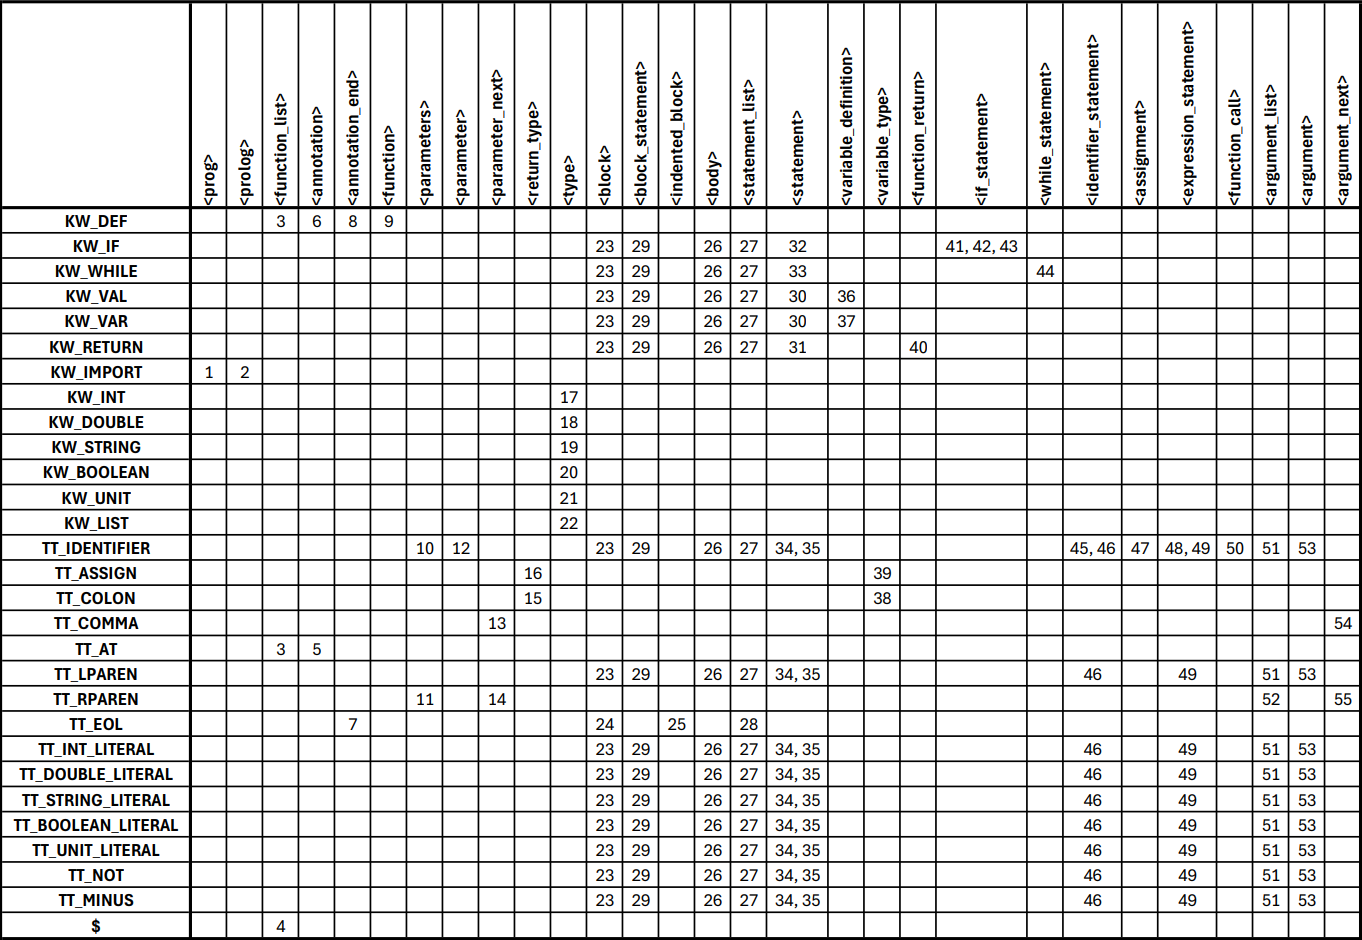 <prog> <prolog> <function_list> <annotation> <annotation_end> <function> <parameters> <parameter> <parameter_next> <return_type> <type> <block> <block_statement> <indented_block> <body> <statement_list> <statement> <variable_definition> <variable_type> <function_return> <if_statement> <while_statement> <identifier_statement> <assignment> <expression_statement> <function_call> <argument_list> <argument> <argument_next>
KW_DEF 3 6 8 9
KW_IF 23 29 26 27 32 41, 42, 43
KW_WHILE 23 29 26 27 33 44
KW_VAL 23 29 26 27 30 36
KW_VAR 23 29 26 27 30 37
KW_RETURN 23 29 26 27 31 40
KW_IMPORT 1 2
KW_INT 17
KW_DOUBLE 18
KW_STRING 19
KW_BOOLEAN 20
KW_UNIT 21
KW_LIST 22
TT_IDENTIFIER 10 12 23 29 26 27 34, 35 45, 46 47 48, 49 50 51 53
TT_ASSIGN 16 39
TT_COLON 15 38
TT_COMMA 13 54
TT_AT 3 5
TT_LPAREN 23 29 26 27 34, 35 46 49 51 53
TT_RPAREN 11 14 52 55
TT_EOL 7 24 25 28
TT_INT_LITERAL 23 29 26 27 34, 35 46 49 51 53
TT_DOUBLE_LITERAL 23 29 26 27 34, 35 46 49 51 53
TT_STRING_LITERAL 23 29 26 27 34, 35 46 49 51 53
TT_BOOLEAN_LITERAL 23 29 26 27 34, 35 46 49 51 53
TT_UNIT_LITERAL 23 29 26 27 34, 35 46 49 51 53
TT_NOT 23 29 26 27 34, 35 46 49 51 53
TT_MINUS 23 29 26 27 34, 35 46 49 51 53
$ 4